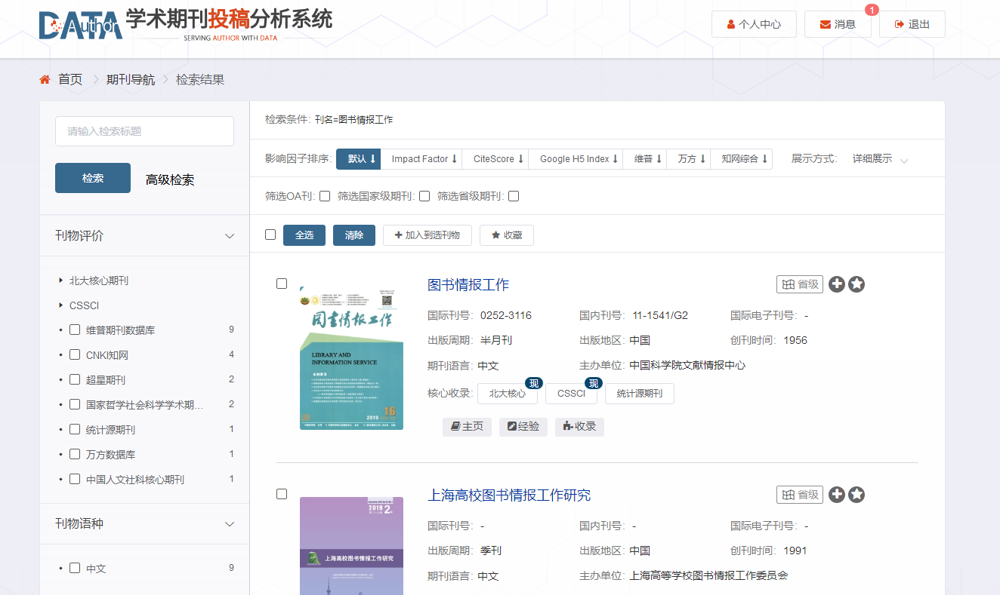 DATA Author 学术期刊投稿分析系统
SERVING AUTHOR WITH DATA
个人中心 消息 1 退出
首页 期刊导航 检索结果
请输入检索标题
检索 高级检索
刊物评价
北大核心期刊
CSSCI
维普期刊数据库 9
CNKI知网 4
超星期刊 2
国家哲学社会科学学术期... 2
统计源期刊 1
万方数据库 1
中国人文社科核心期刊 1
刊物语种
中文 9
检索条件: 刊名=图书情报工作
影响因子排序: 默认 Impact Factor CiteScore Google H5 Index 维普 万方 知网综合 展示方式: 详细展示
筛选OA刊: 筛选国家级期刊: 筛选省级期刊:
全选 清除 加入到选刊物 收藏
图书情报工作
LIBRARY AND
INFORMATION SERVICE
2019 16
图书情报工作 省级
国际刊号: 0252-3116 国内刊号: 11-1541/G2 国际电子刊号: -
出版周期: 半月刊 出版地区: 中国 创刊时间: 1956
期刊语言: 中文 主办单位: 中国科学院文献情报中心
核心收录: 北大核心 现 CSSCI 现 统计源期刊
主页 经验 收录
2019 2
上海高校图书情报工作研究
上海高校图书情报工作研究 省级
国际刊号: - 国内刊号: - 国际电子刊号: -
出版周期: 季刊 出版地区: 中国 创刊时间: 1991
期刊语言: 中文 主办单位: 上海高等学校图书情报工作委员会